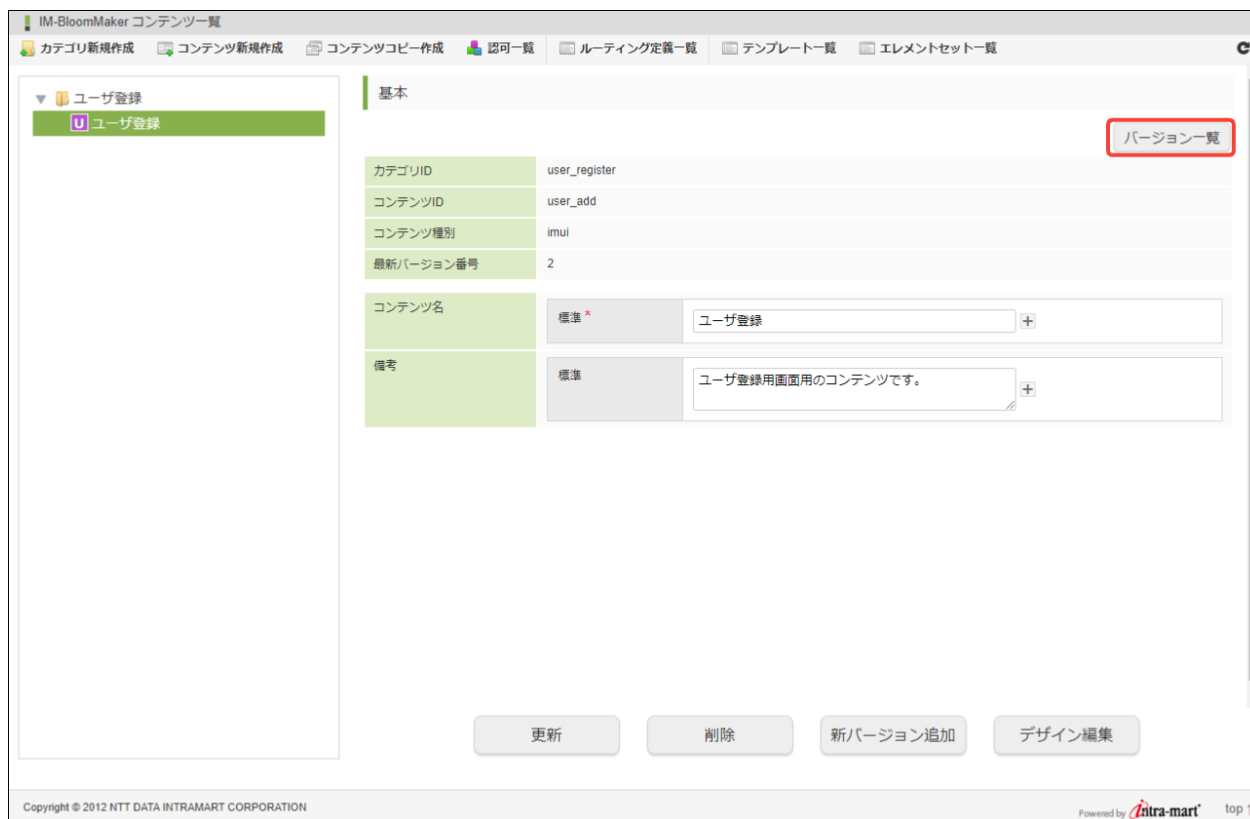 IM-BloomMaker コンテンツ一覧
カテゴリ新規作成 コンテンツ新規作成 コンテンツコピー作成 認可一覧 ルーティング定義一覧 テンプレート一覧 エレメントセット一覧
ユーザ登録
U ユーザ登録
基本
バージョン一覧
カテゴリID user_register
コンテンツID user_add
コンテンツ種別 imui
最新バージョン番号 2
コンテンツ名 標準 * ユーザ登録
備考 標準 ユーザ登録用画面用のコンテンツです。
更新 削除 新バージョン追加 デザイン編集
Copyright © 2012 NTT DATA INTRAMART CORPORATION
Powered by intra-mart top